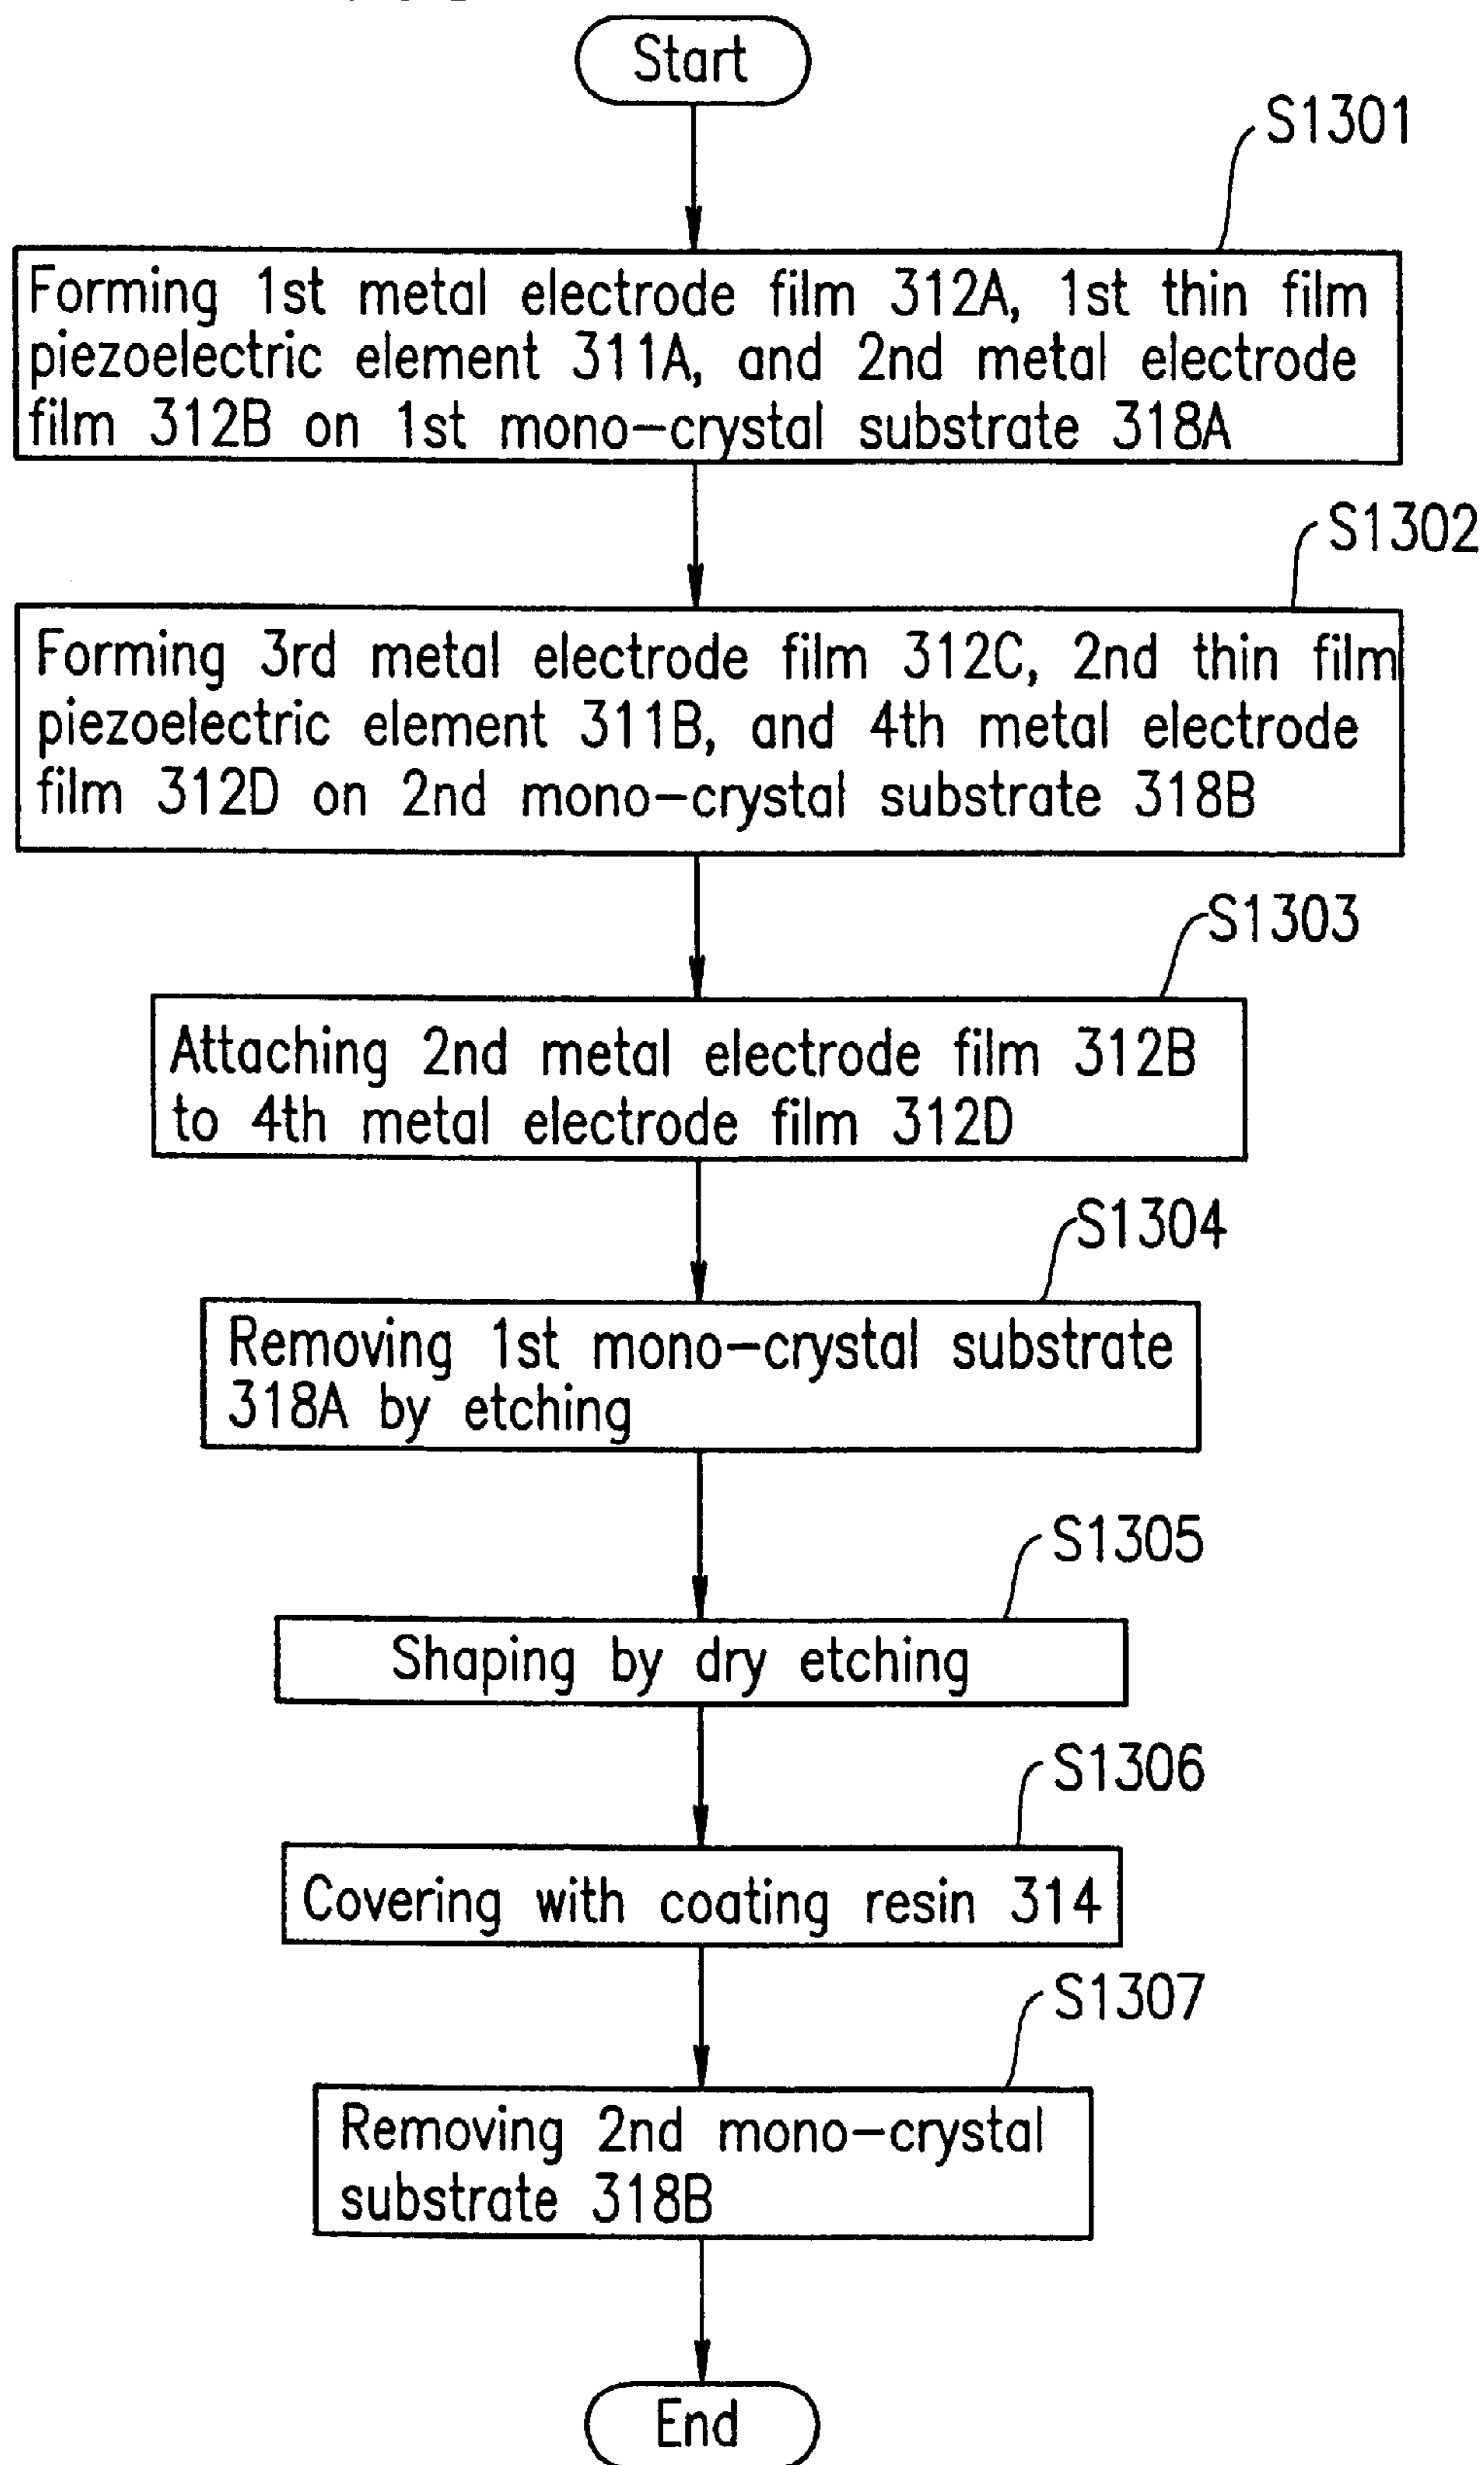 Start
S1301
Forming 1st metal electrode film 312A, 1st thin film
piezoelectric element 311A, and 2nd metal electrode
film 312B on 1st mono-crystal substrate 318A
S1302
Forming 3rd metal electrode film 312C, 2nd thin film
piezoelectric element 311B, and 4th metal electrode
film 312D on 2nd mono-crystal substrate 318B
S1303
Attaching 2nd metal electrode film 312B
to 4th metal electrode film 312D
S1304
Removing 1st mono-crystal substrate
318A by etching
S1305
Shaping by dry etching
S1306
Covering with coating resin 314
S1307
Removing 2nd mono-crystal
substrate 318B
End